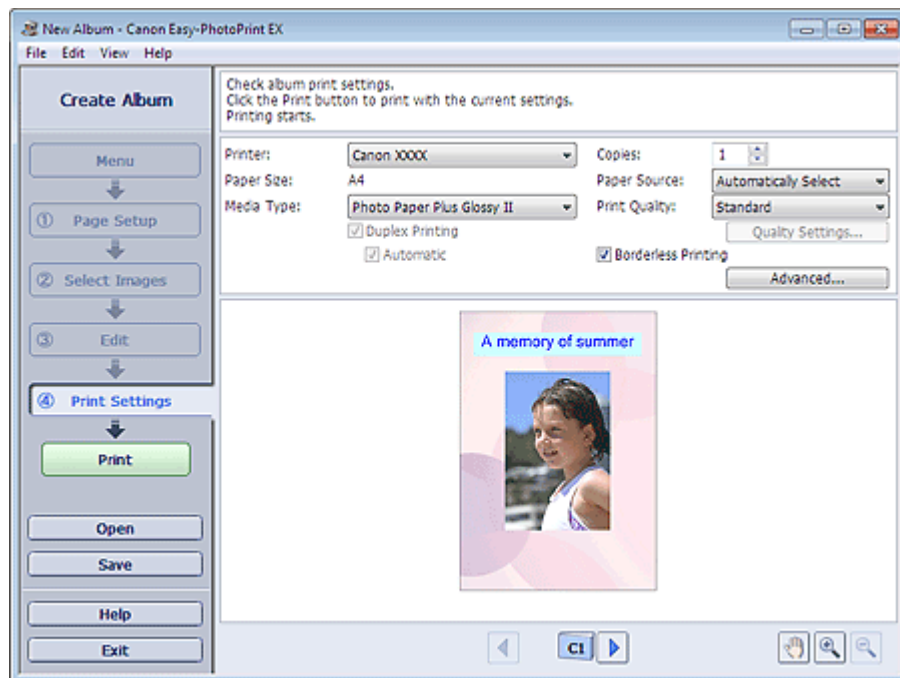 New Album - Canon Easy-PhotoPrint EX
File Edit View Help
Create Album
Menu
① Page Setup
② Select Images
③ Edit
④ Print Settings
Print
Open
Save
Help
Exit
Check album print settings.
Click the Print button to print with the current settings.
Printing starts.
Printer: Canon XXXX Copies: 1
Paper Size: A4 Paper Source: Automatically Select
Media Type: Photo Paper Plus Glossy II Print Quality: Standard
Duplex Printing Quality Settings...
Automatic Borderless Printing
Advanced...
A memory of summer
C1